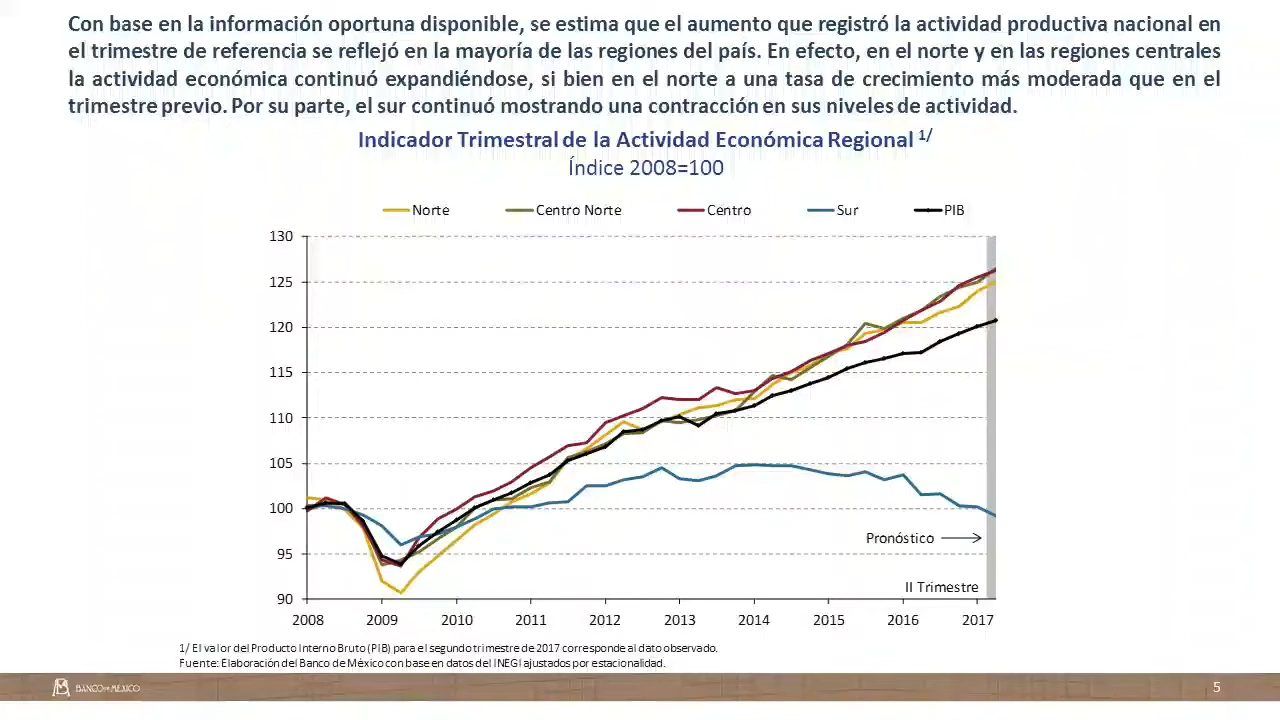 Con base en la información oportuna disponible, se estima que el aumento que registró la actividad productiva nacional en
el trimestre de referencia se reflejó en la mayoría de las regiones del país. En efecto, en el norte y en las regiones centrales
la actividad económica continuó expandiéndose, si bien en el norte a una tasa de crecimiento más moderada que en el
trimestre previo. Por su parte, el sur continuó mostrando una contracción en sus niveles de actividad.
Indicador Trimestral de la Actividad Económica Regional 1/
Índice 2008=100
Norte Centro Norte Centro Sur PIB
130
125
120
115
110
105
100
95
90
Pronóstico
II Trimestre
2008 2009 2010 2011 2012 2013 2014 2015 2016 2017
1/ El valor del Producto Interno Bruto (PIB) para el segundo trimestre de 2017 corresponde al dato observado.
Fuente: Elaboración del Banco de México con base en datos del INEGI ajustados por estacionalidad.
BANCO DE MÉXICO
5